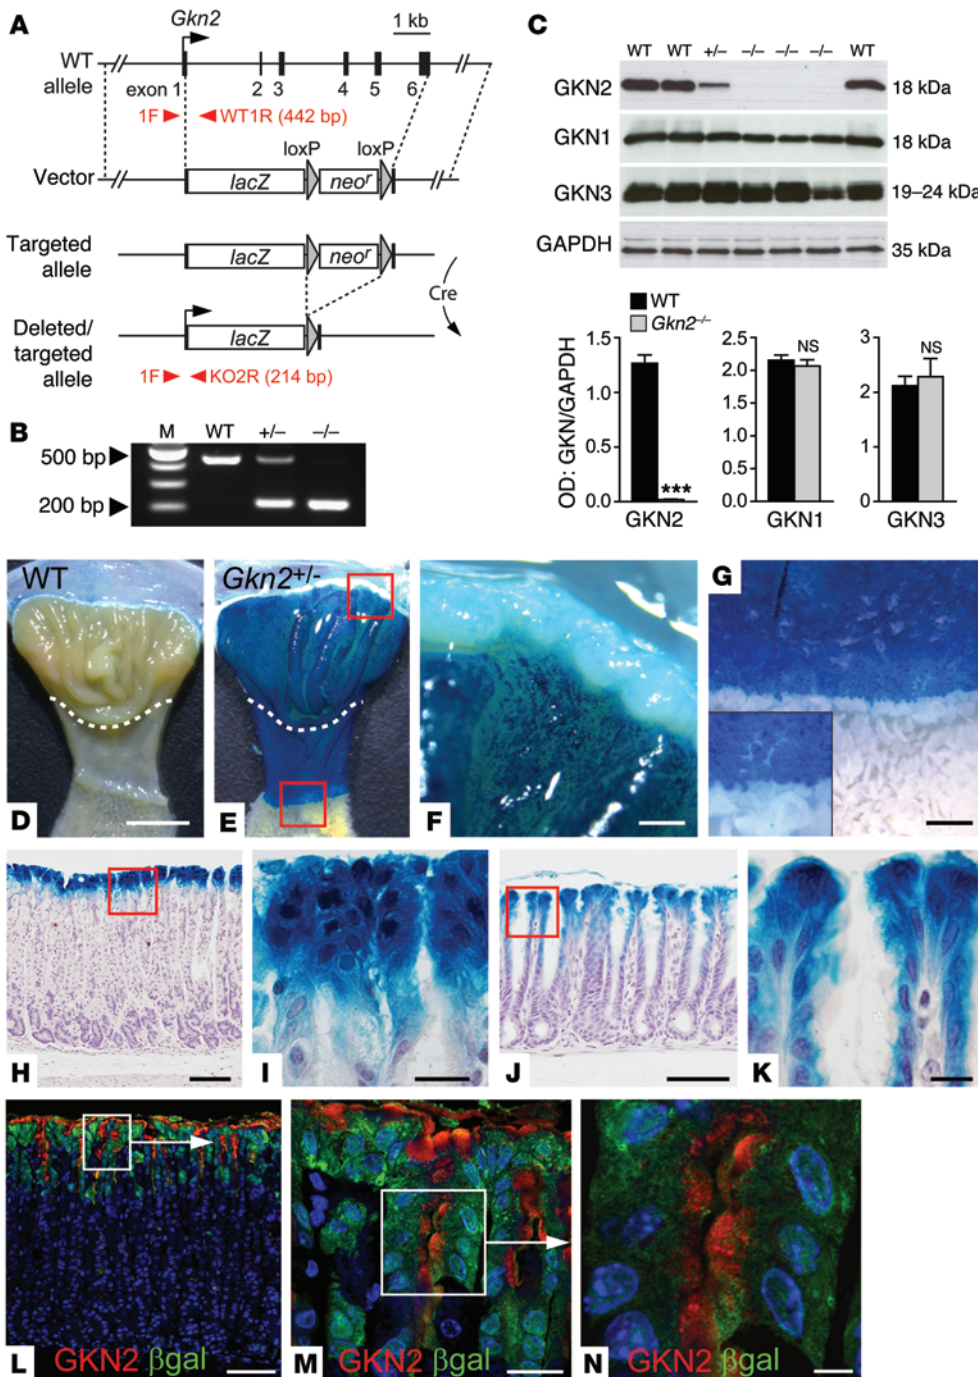 A
Gkn2
1 kb
WT allele
exon 1 2 3 4 5 6
1F WT1R (442 bp)
loxP loxP
Vector
lacZ neoʳ
Targeted allele
lacZ neoʳ
Cre
Deleted/targeted allele
lacZ
1F KO2R (214 bp)
B
M WT +/– –/–
500 bp
200 bp
C
WT WT +/– –/– –/– –/– WT
GKN2 18 kDa
GKN1 18 kDa
GKN3 19–24 kDa
GAPDH 35 kDa
WT
Gkn2–/–
OD: GKN/GAPDH
1.5
1.0
0.5
0.0
***
GKN2
2.5
2.0
1.5
1.0
0.5
0.0
NS
GKN1
3
2
1
0
NS
GKN3
WT
D
Gkn2+/-
E
F
G
H
I
J
K
L
GKN2 βgal
M
GKN2 βgal
N
GKN2 βgal